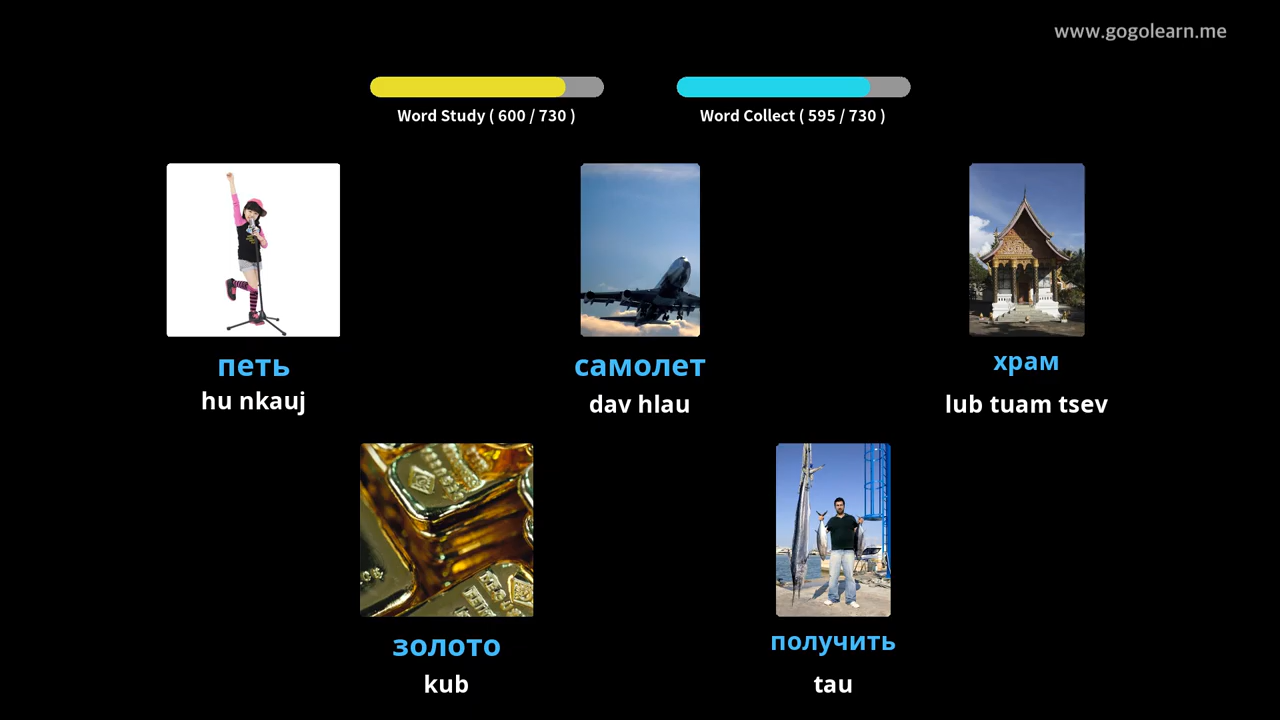 www.gogolearn.me
Word Study ( 600 / 730 )
Word Collect ( 595 / 730 )
петь
hu nkauj
самолет
dav hlau
храм
lub tuam tsev
золото
kub
получить
tau